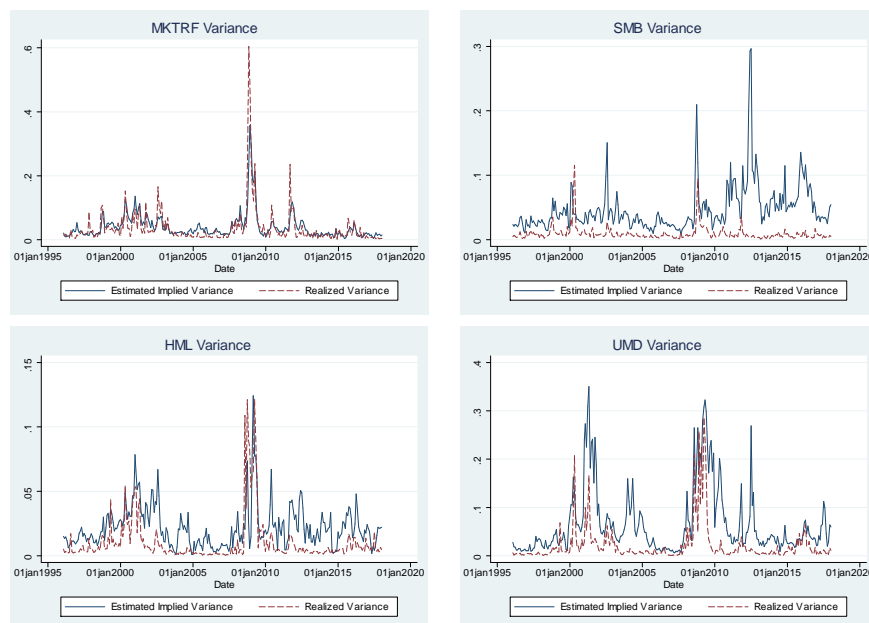 MKTRF Variance
.6
.4
.2
0
01jan1995 01jan2000 01jan2005 01jan2010 01jan2015 01jan2020
Date
Estimated Implied Variance Realized Variance
SMB Variance
.3
.2
.1
0
01jan1995 01jan2000 01jan2005 01jan2010 01jan2015 01jan202
Date
Estimated Implied Variance Realized Variance
HML Variance
.15
.1
.05
0
01jan1995 01jan2000 01jan2005 01jan2010 01jan2015 01jan2020
Date
Estimated Implied Variance Realized Variance
UMD Variance
.4
.3
.2
.1
0
01jan1995 01jan2000 01jan2005 01jan2010 01jan2015 01jan202
Date
Estimated Implied Variance Realized Variance